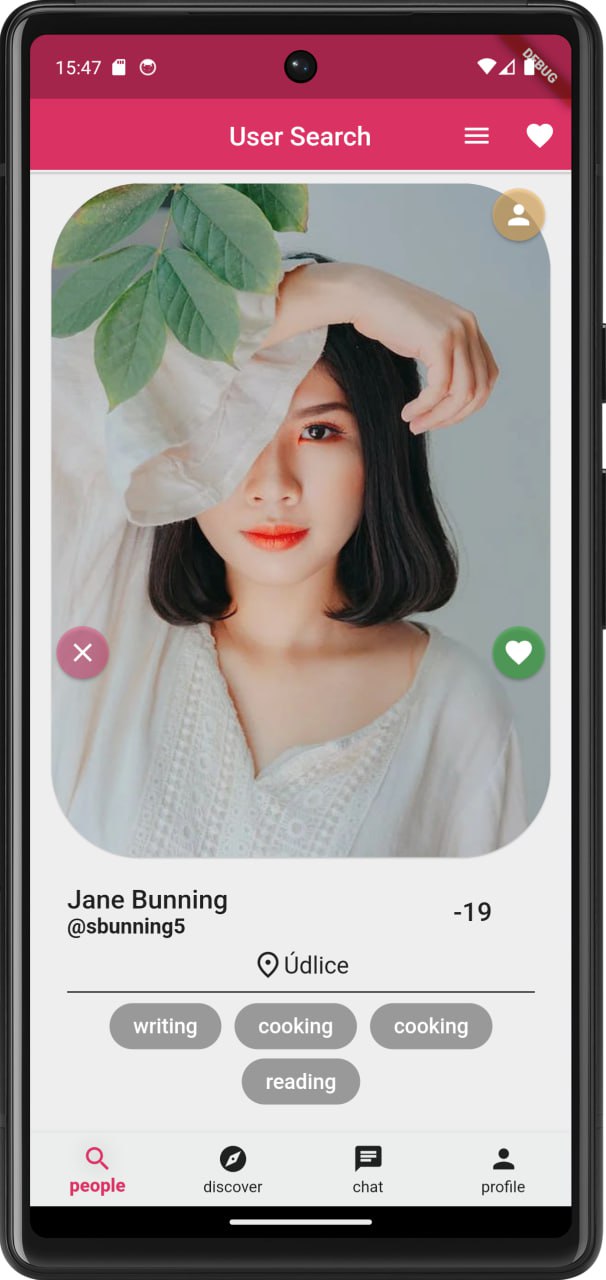 15:47
DEBUG
User Search
Jane Bunning
-19
@sbunning5
Údlice
writing cooking cooking
reading
people discover chat profile